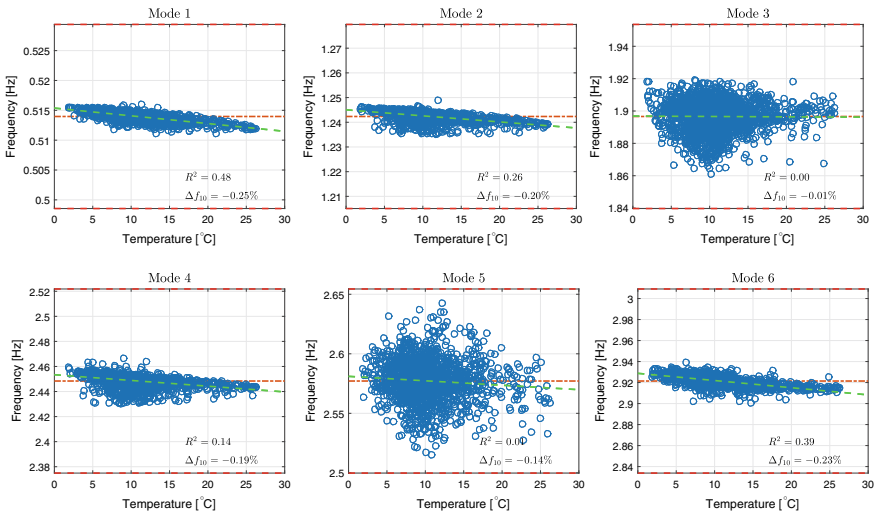 Mode 1
Frequency [Hz]
0.525
0.52
0.515
0.51
0.505
0.5
R² = 0.48
Δf₁₀ = −0.25%
0 5 10 15 20 25 30
Temperature [°C]
Mode 2
Frequency [Hz]
1.27
1.26
1.25
1.24
1.23
1.22
1.21
R² = 0.26
Δf₁₀ = −0.20%
0 5 10 15 20 25 30
Temperature [°C]
Mode 3
Frequency [Hz]
1.94
1.92
1.9
1.88
1.86
1.84
R² = 0.00
Δf₁₀ = −0.01%
0 5 10 15 20 25 30
Temperature [°C]
Mode 4
Frequency [Hz]
2.52
2.5
2.48
2.46
2.44
2.42
2.4
2.38
R² = 0.14
Δf₁₀ = −0.19%
0 5 10 15 20 25 30
Temperature [°C]
Mode 5
Frequency [Hz]
2.65
2.6
2.55
2.5
Δf₁₀ = −0.14%
R² = 0.0
0 5 10 15 20 25 30
Temperature [°C]
Mode 6
Frequency [Hz]
3
2.98
2.96
2.94
2.92
2.9
2.88
2.86
2.84
R² = 0.39
Δf₁₀ = −0.23%
0 5 10 15 20 25 30
Temperature [°C]